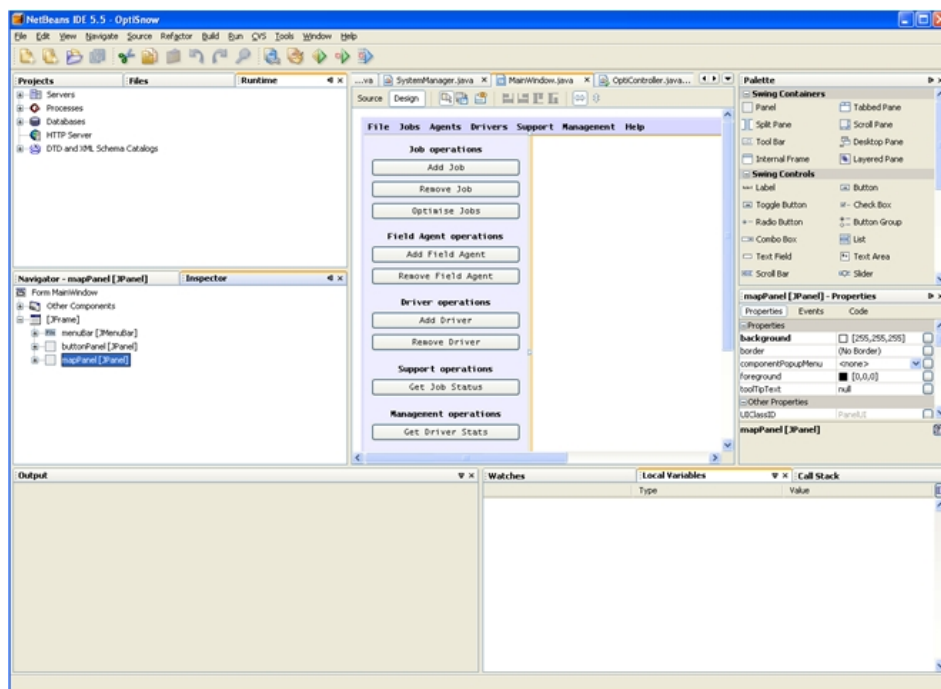 NetBeans IDE 5.5 - OptiSnow
File Edit View Navigate Source Refactor Build Run CVS Tools Window Help
Projects Files Runtime
Servers
Processes
Databases
HTTP Server
DTD and XML Schema Catalogs
Navigator - mapPanel [JPanel] Inspector
Form MainWindow
Other Components
[JFrame]
menuBar [JMenuBar]
buttonPanel [JPanel]
mapPanel [JPanel]
...va SystemManager.java MainWindow.java OptiController.java...
Source Design
File Jobs Agents Drivers Support Management Help
Job operations
Add Job
Remove Job
Optimise Jobs
Field Agent operations
Add Field Agent
Remove Field Agent
Driver operations
Add Driver
Remove Driver
Support operations
Get Job Status
Management operations
Get Driver Stats
Palette
Swing Containers
Panel Tabbed Pane
Split Pane Scroll Pane
Tool Bar Desktop Pane
Internal Frame Layered Pane
Swing Controls
Label Button
Toggle Button Check Box
Radio Button Button Group
Combo Box List
Text Field Text Area
Scroll Bar Slider
mapPanel [JPanel] - Properties
Properties Events Code
Properties
background [255,255,255]
border (No Border)
componentPopupMenu <none>
foreground [0,0,0]
toolTipText null
Other Properties
UIClassID PanelUI
mapPanel [JPanel]
Output
Watches Local Variables Call Stack
Type Value